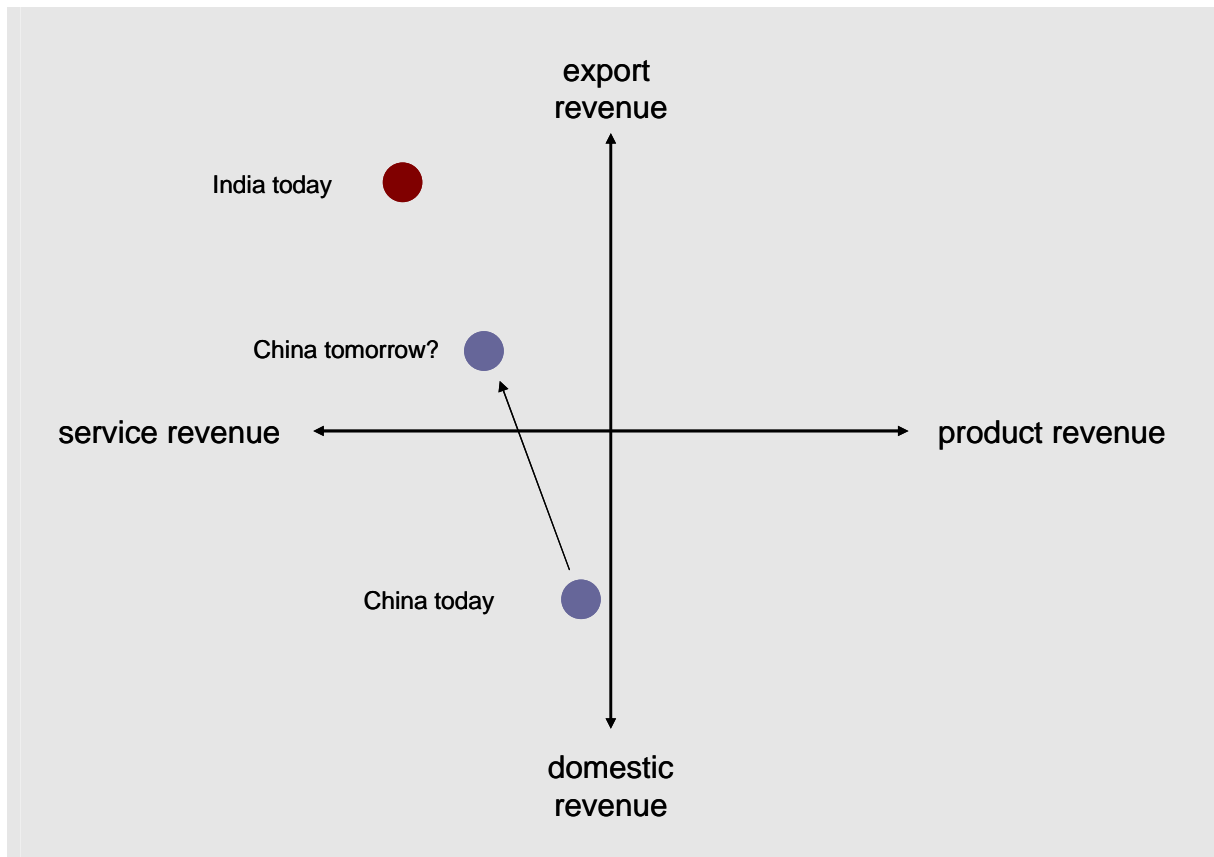 export
revenue
India today
China tomorrow?
service revenue
product revenue
China today
domestic
revenue